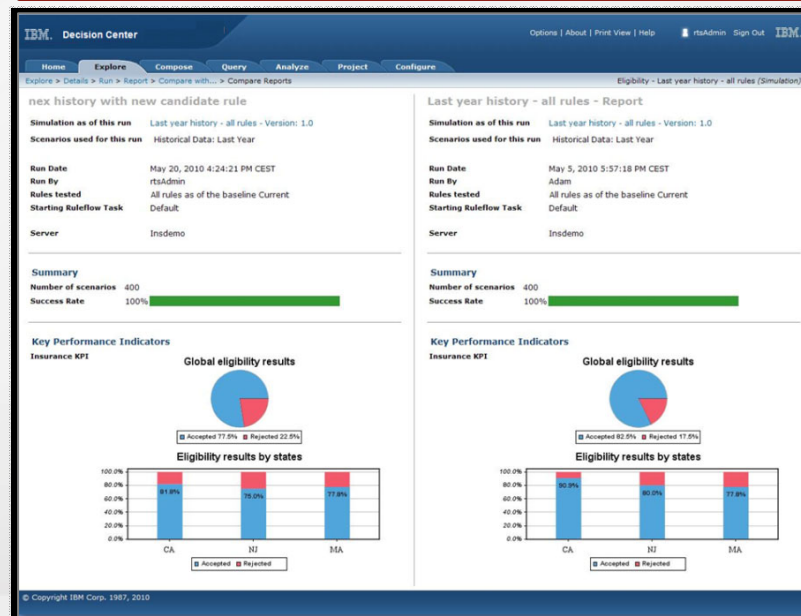 IBM. Decision Center
Options | About | Print View | Help rtsAdmin Sign Out IBM.
Home Explore Compose Query Analyze Project Configure
Explore > Details > Run > Report > Compare with... > Compare Reports
Eligibility - Last year history - all rules (Simulation)
nex history with new candidate rule
Simulation as of this run Last year history - all rules - Version: 1.0
Scenarios used for this run Historical Data: Last Year
Run Date May 20, 2010 4:24:21 PM CEST
Run By rtsAdmin
Rules tested All rules as of the baseline Current
Starting Ruleflow Task Default
Server Insdemo
Summary
Number of scenarios 400
Success Rate 100%
Key Performance Indicators
Insurance KPI
Global eligibility results
Accepted 77.5% Rejected 22.5%
Eligibility results by states
100.0%
80.0%
60.0%
40.0%
20.0%
0.0%
81.8% 75.0% 77.8%
CA NJ MA
Accepted Rejected
Last year history - all rules - Report
Simulation as of this run Last year history - all rules - Version: 1.0
Scenarios used for this run Historical Data: Last Year
Run Date May 5, 2010 5:57:18 PM CEST
Run By Adam
Rules tested All rules as of the baseline Current
Starting Ruleflow Task Default
Server Insdemo
Summary
Number of scenarios 400
Success Rate 100%
Key Performance Indicators
Insurance KPI
Global eligibility results
Accepted 82.5% Rejected 17.5%
Eligibility results by states
100.0%
80.0%
60.0%
40.0%
20.0%
0.0%
90.9% 80.0% 77.8%
CA NJ MA
Accepted Rejected
© Copyright IBM Corp. 1987, 2010